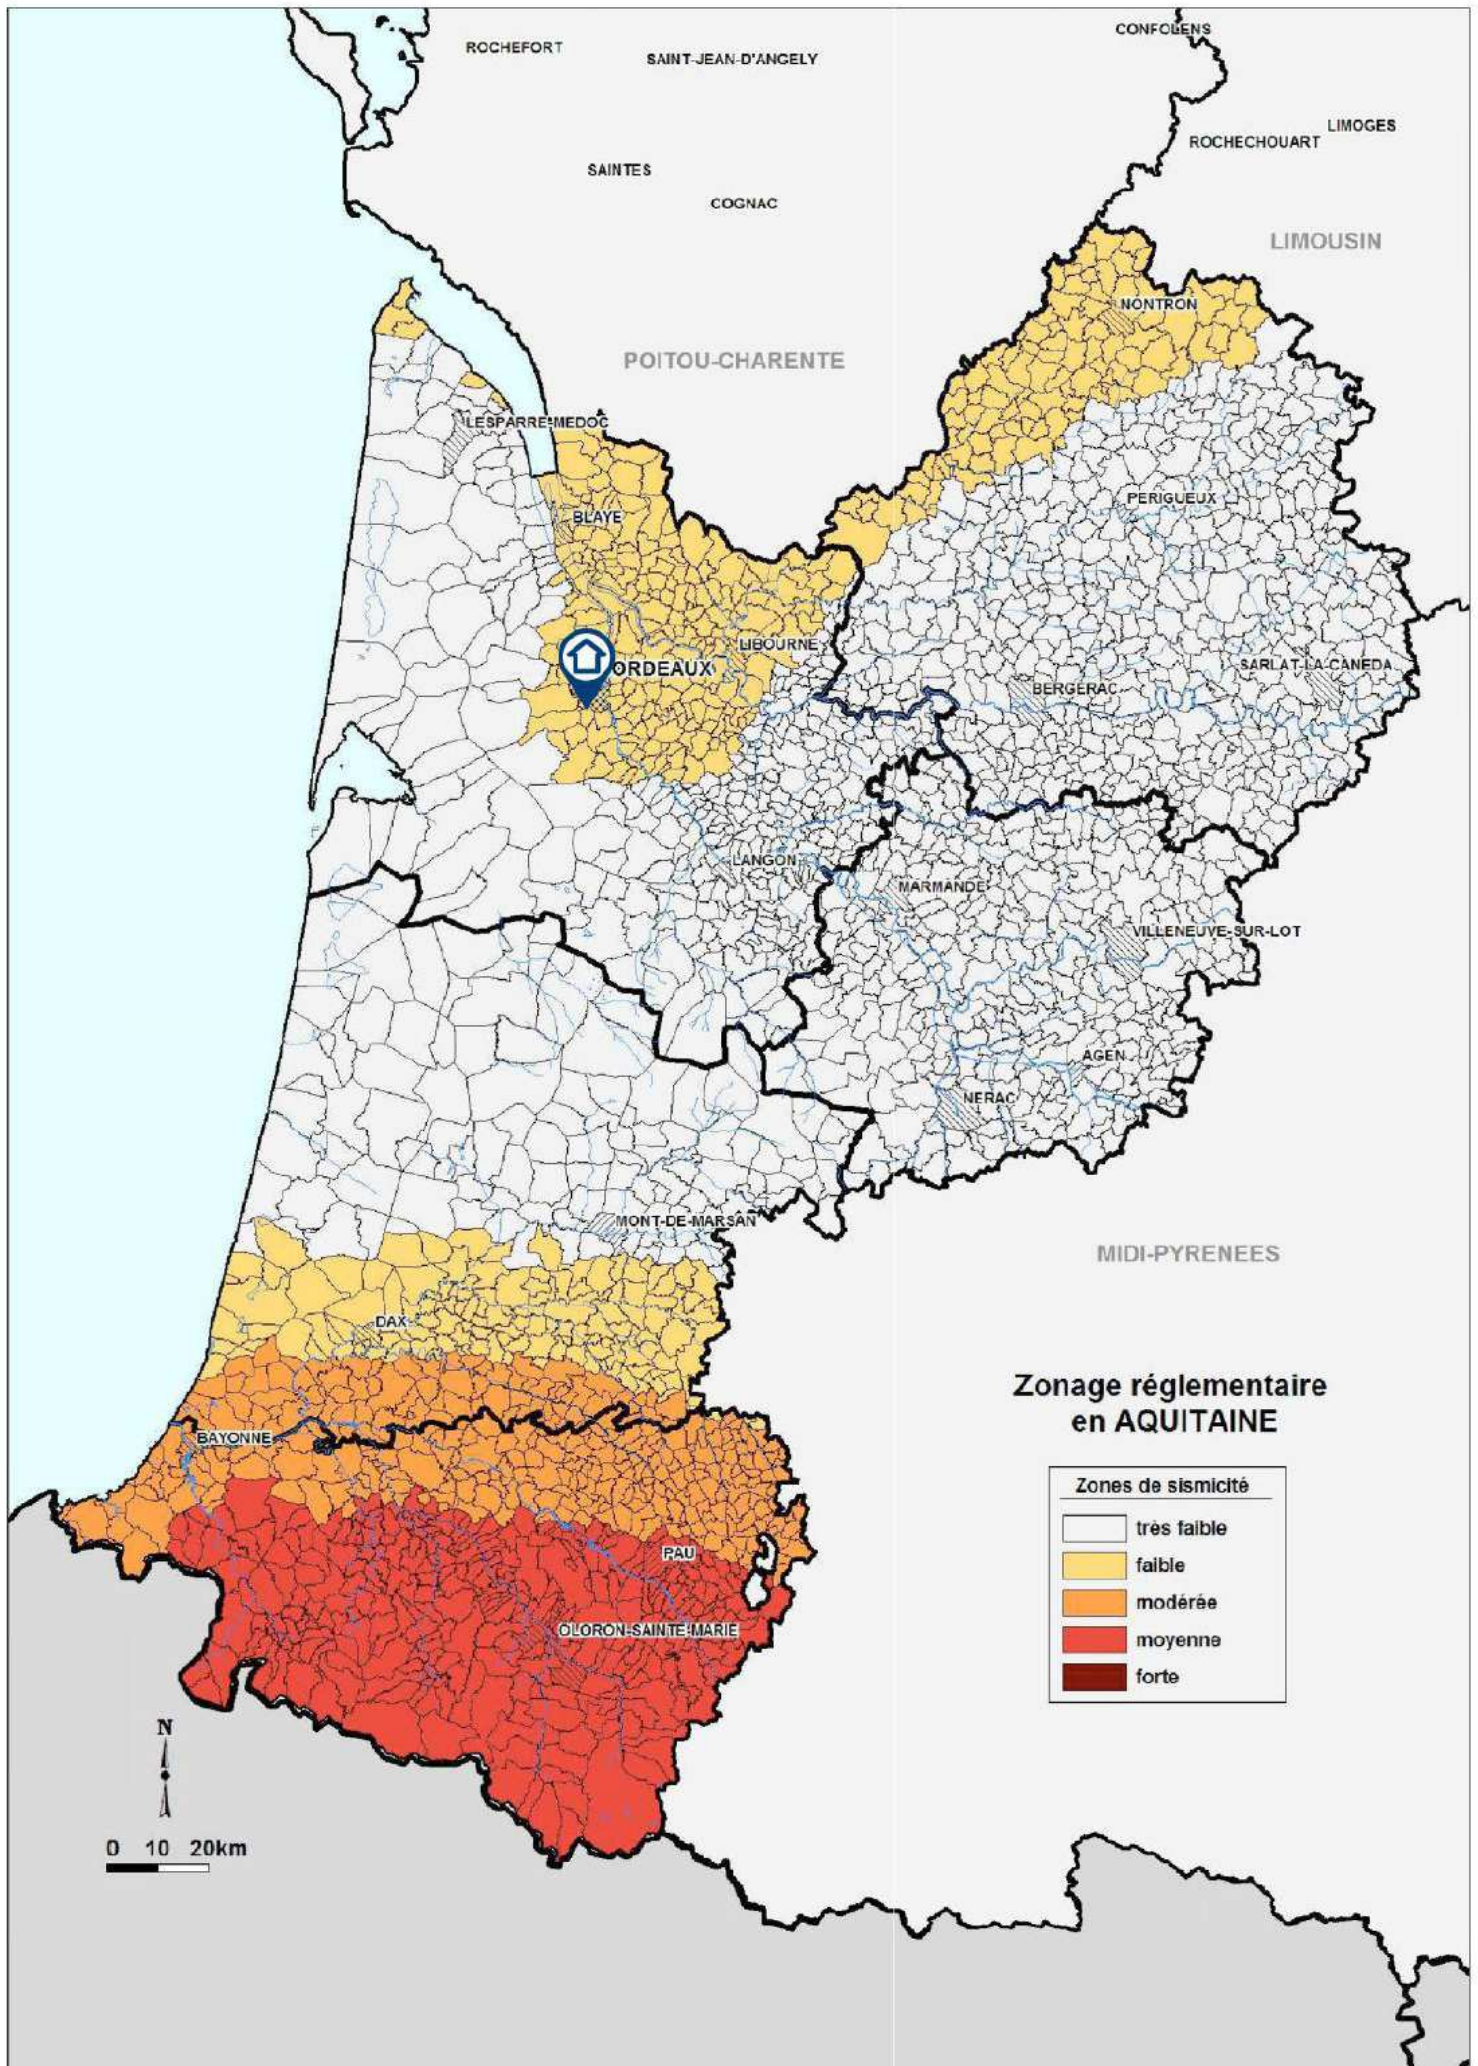 CONFOLENS
ROCHEFORT
SAINT-JEAN-D'ANGELY
LIMOGES
ROCHECHOUART
SAINTES
COGNAC
LIMOUSIN
NONTRON
POITOU-CHARENTE
LESPARRE-MEDOC
PERIGUEUX
BLAYE
LIBOURNE
ORDEAUX
SARLAT-LA-CANEDA
BERGERAC
LANGON
MARMANDE
VILLENEUVE-SUR-LOT
AGEN
NERAC
MONT-DE-MARSAN
MIDI-PYRENEES
DAX
Zonage réglementaire
en AQUITAINE
BAYONNE
Zones de sismicité
très faible
faible
modérée
moyenne
forte
PAU
OLORON-SAINTE-MARIE
N
0 10 20km